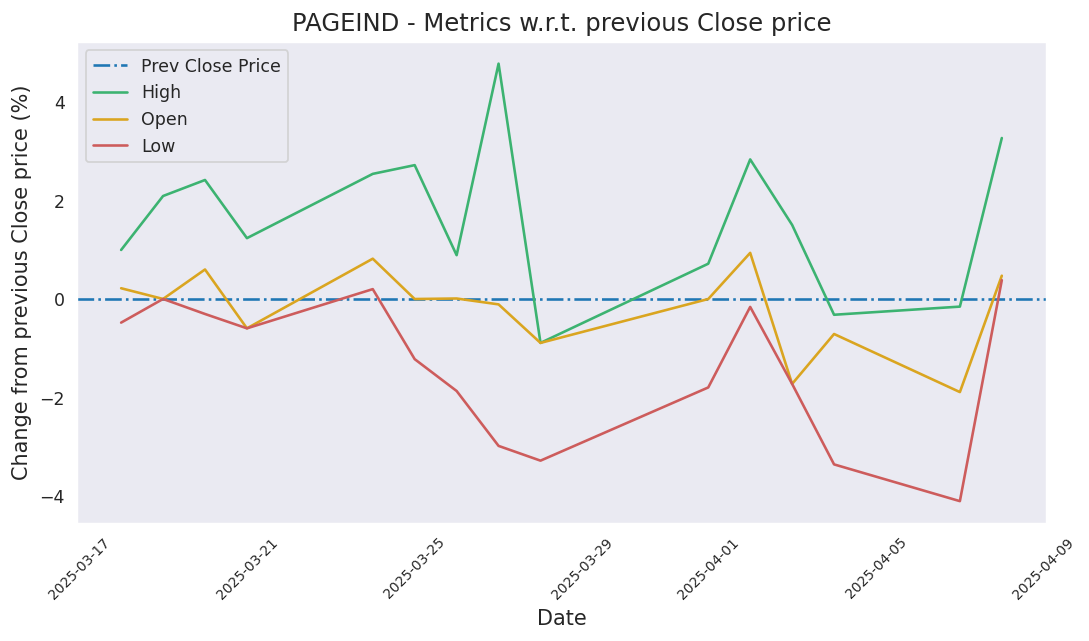 PAGEIND - Metrics w.r.t. previous Close price
Prev Close Price
High
Open
Low
Change from previous Close price (%)
4
2
0
−2
−4
2025-03-17
2025-03-21
2025-03-25
2025-03-29
2025-04-01
2025-04-05
2025-04-09
Date